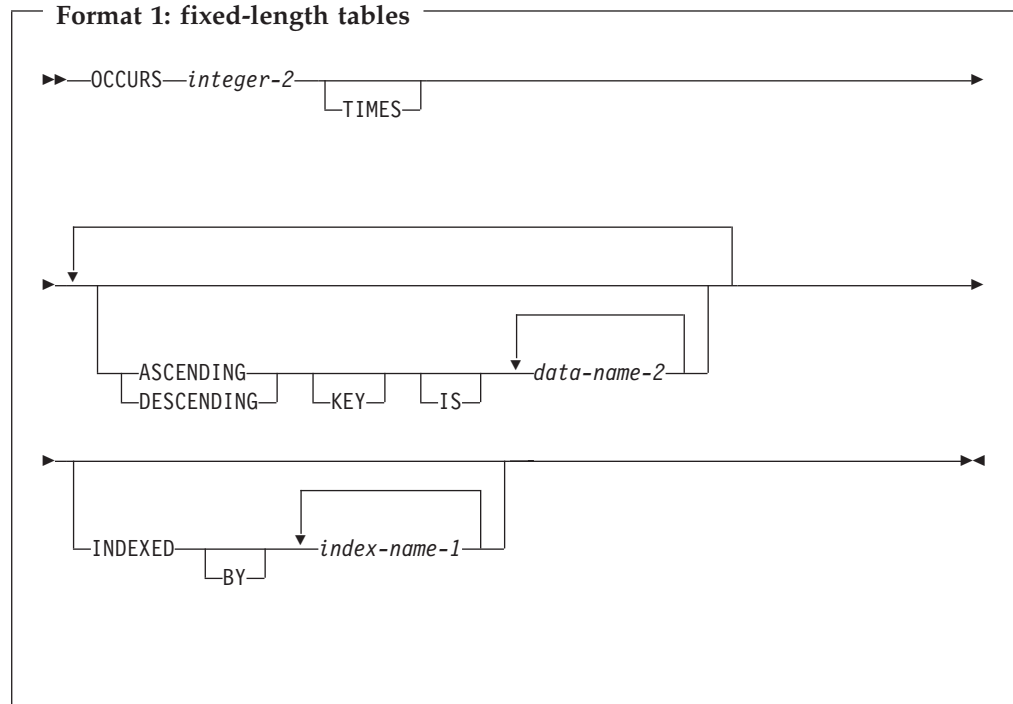 Format 1: fixed-length tables
OCCURS integer-2
TIMES
ASCENDING data-name-2
DESCENDING KEY IS
INDEXED index-name-1
BY